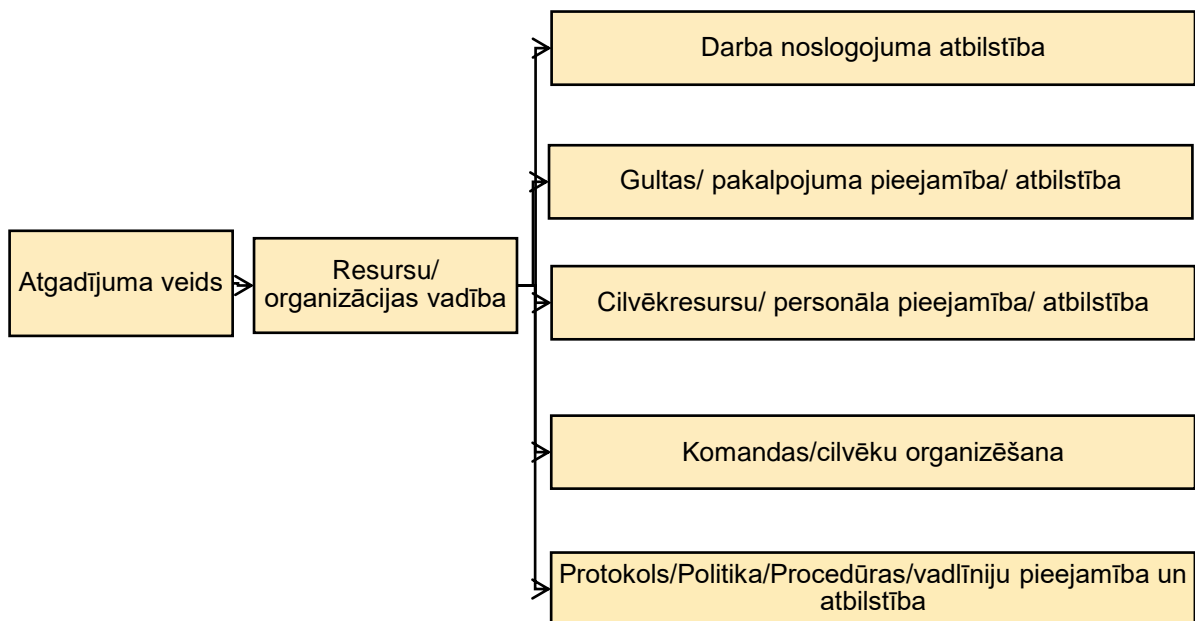 Darba noslogojuma atbilstība
Gultas/ pakalpojuma pieejamība/ atbilstība
Atgadījuma veids
Resursu/
organizācijas vadība
Cilvēkresursu/ personāla pieejamība/ atbilstība
Komandas/cilvēku organizēšana
Protokols/Politika/Procedūras/vadlīniju pieejamība un
atbilstība